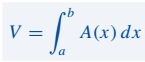 V = ∫_a^b A(x) dx